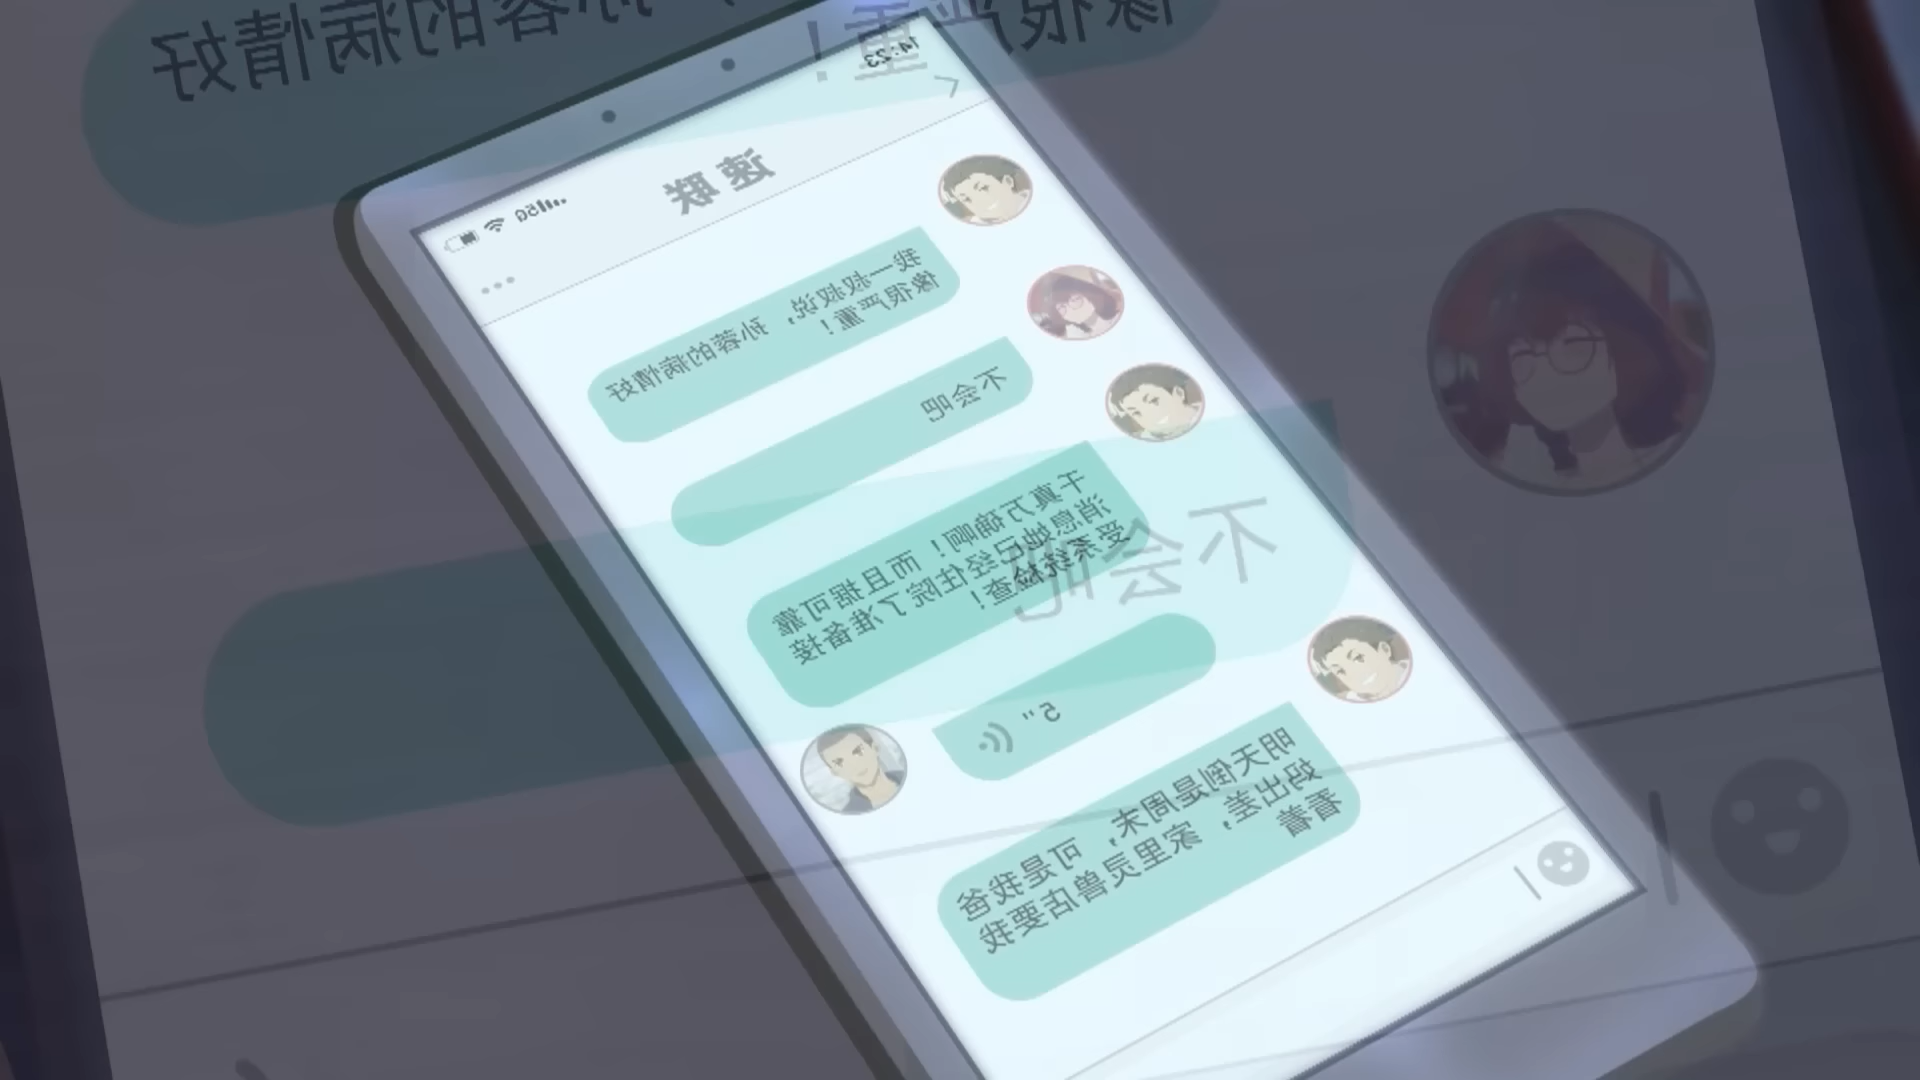 孙蓉的病情好
像很严重！
14:23
5G
速联
我一叔叔说，孙蓉的病情好
像很严重！
不会吧
不会吧
千真万确啊！而且据可靠
消息她已经住院了准备接
受系统检查！
5"
明天倒是周末，可是我爸
妈出差，家里灵兽店要我
看着